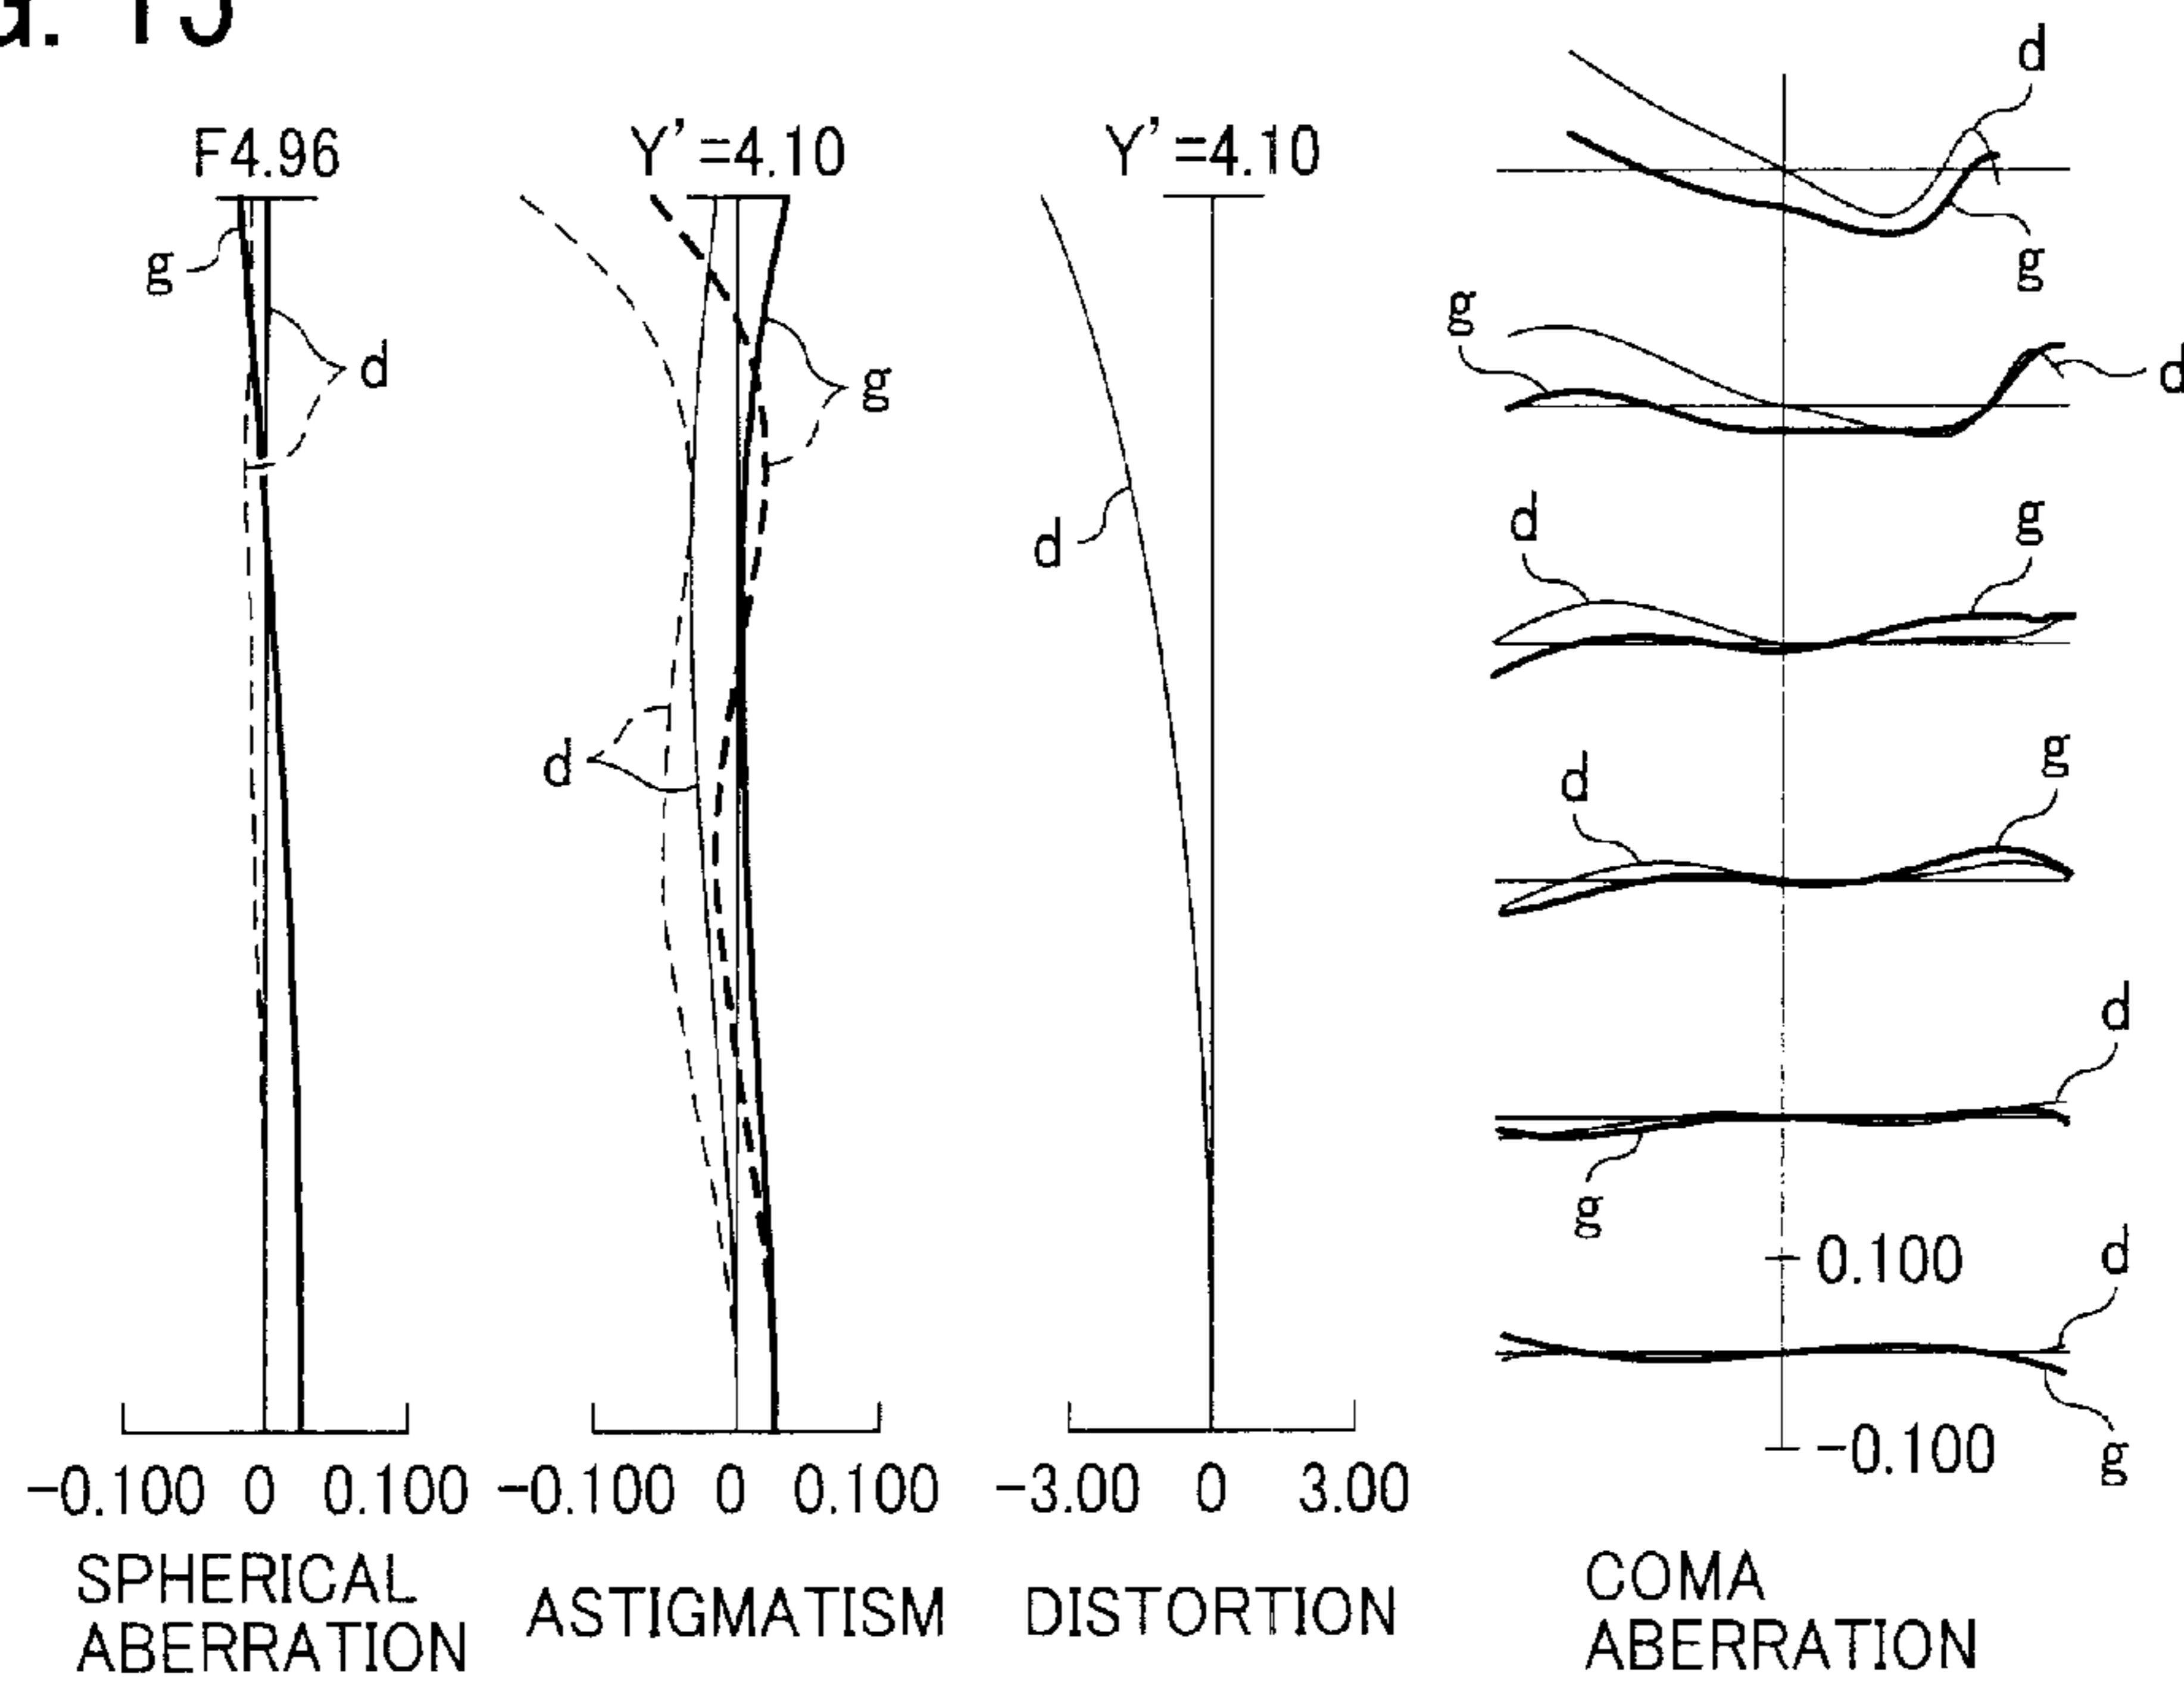 F4.96
Y'=4.10
Y'=4.10
g
d
g
d
d
d
g
g
d
d
g
d
g
d
g
0.100
-0.100
d
g
-0.100 0 0.100
-0.100 0 0.100
-3.00 0 3.00
SPHERICAL
ABERRATION
ASTIGMATISM
DISTORTION
COMA
ABERRATION